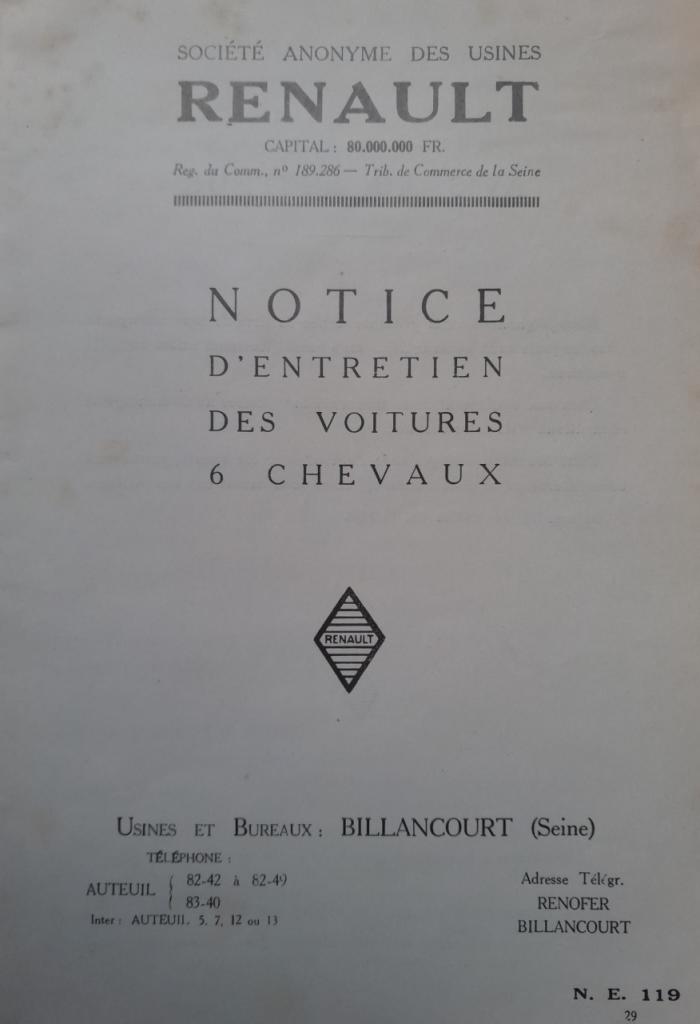 SOCIÉTÉ ANONYME DES USINES
RENAULT
CAPITAL : 80.000.000 FR.
Reg. du Comm., nº 189.286 — Trib. de Commerce de la Seine
NOTICE
D'ENTRETIEN
DES VOITURES
6 CHEVAUX
RENAULT
USINES ET BUREAUX : BILLANCOURT (Seine)
TÉLÉPHONE :
AUTEUIL { 82-42 à 82-49
83-40
Inter : AUTEUIL. 5, 7, 12 ou 13
Adresse Télégr.
RENOFER
BILLANCOURT
N. E. 119
29